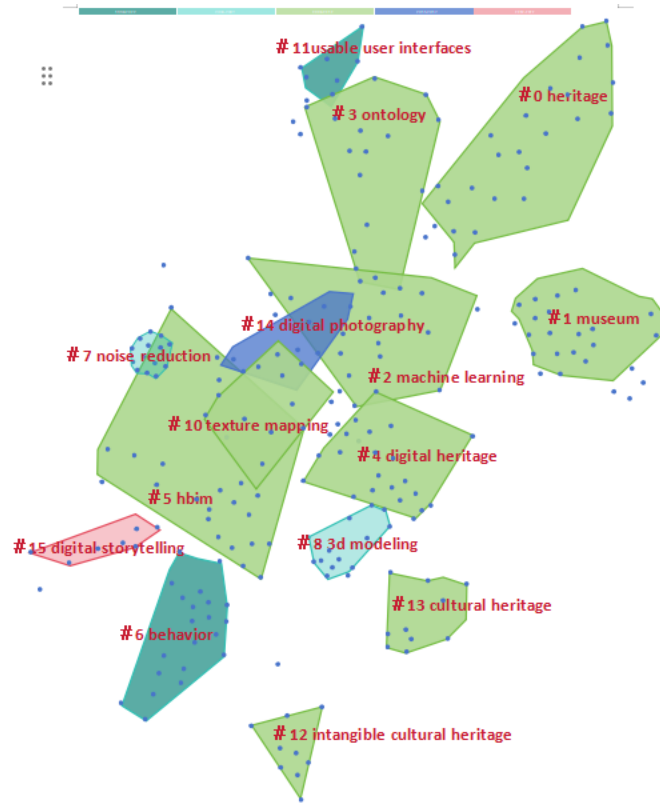 # 11usable user interfaces
# 0 heritage
# 3 ontology
# 14 digital photography
# 1 museum
# 7 noise reduction
# 2 machine learning
# 10 texture mapping
# 4 digital heritage
# 5 hbim
# 15 digital storytelling
# 8 3d modeling
# 13 cultural heritage
# 6 behavior
# 12 intangible cultural heritage